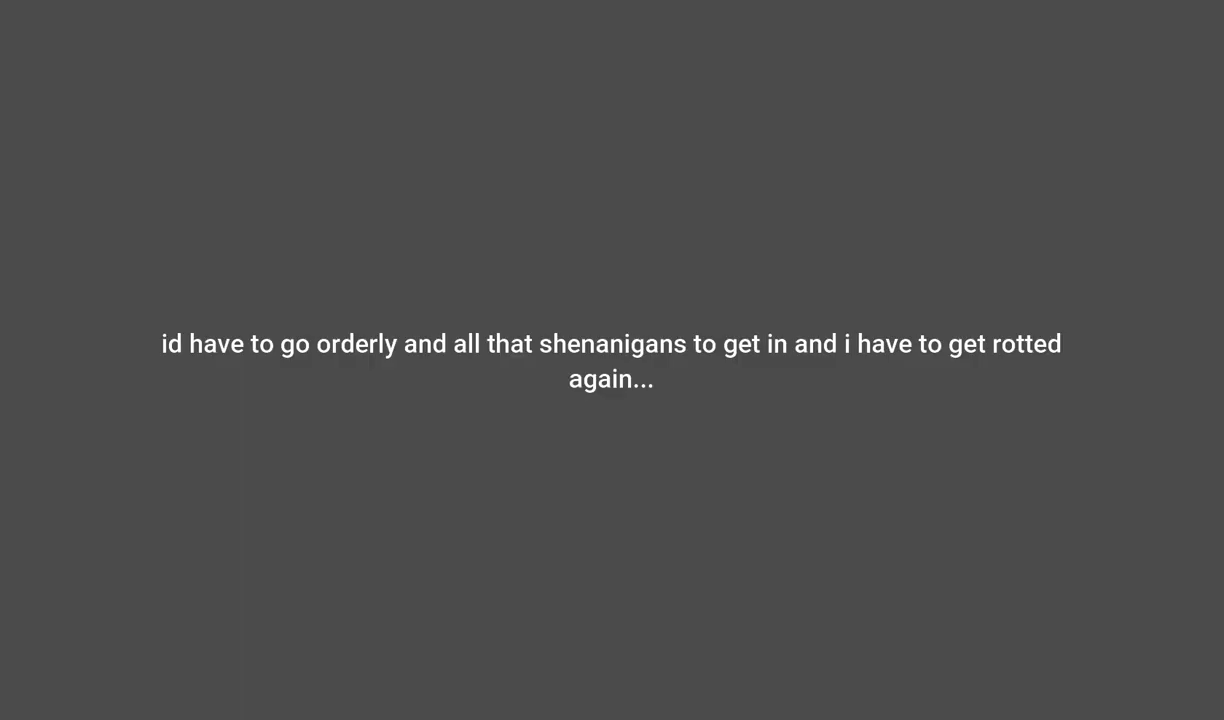 id have to go orderly and all that shenanigans to get in and i have to get rotted
again...